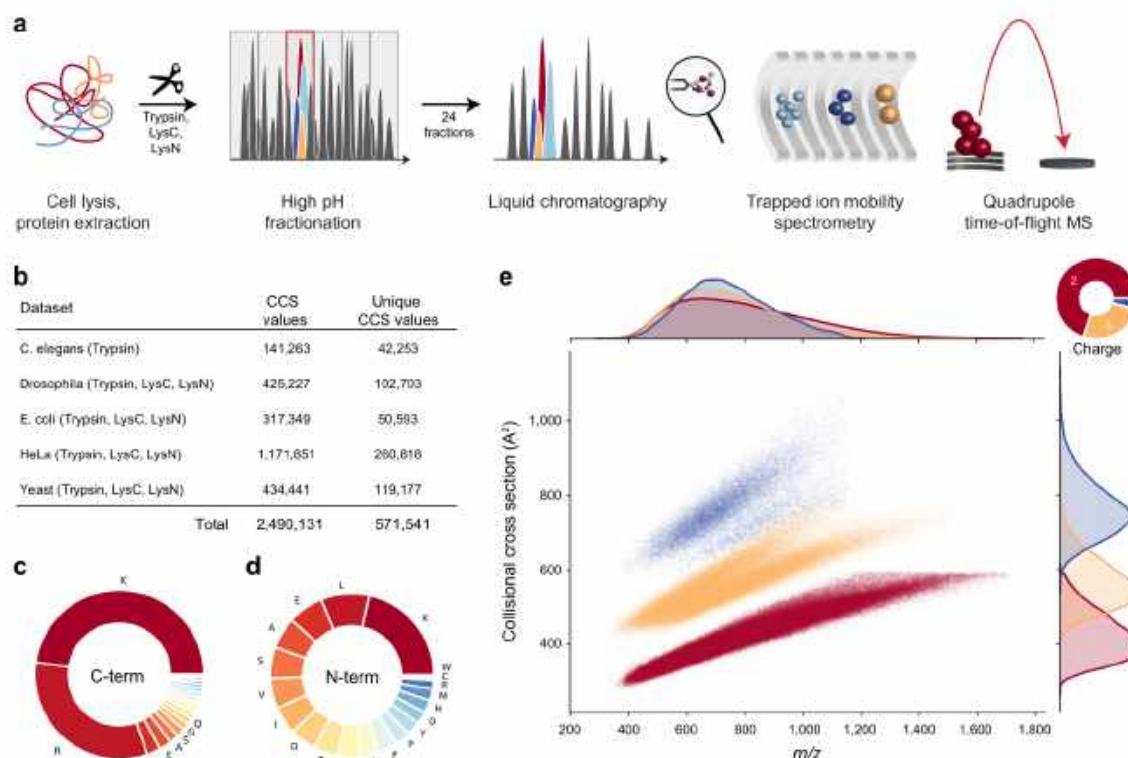 a
Trypsin,
LysC,
LysN
24
fractions
Cell lysis,
protein extraction
High pH
fractionation
Liquid chromatography
Trapped ion mobility
spectrometry
Quadrupole
time-of-flight MS
b
Dataset CCS values Unique CCS values
C. elegans (Trypsin) 141,263 42,253
Drosophila (Trypsin, LysC, LysN) 425,227 102,703
E. coli (Trypsin, LysC, LysN) 317,349 50,593
HeLa (Trypsin, LysC, LysN) 1,171,851 260,818
Yeast (Trypsin, LysC, LysN) 434,441 119,177
Total 2,490,131 571,541
c
K
C-term
R
E
A
S
d
L
E
K
A
S
V
I
N-term
W
C
R
M
H
P
e
2
Charge
Collisional cross section (Å²)
1,000
800
600
400
200
400
600
800
1,000
1,200
1,400
1,600
1,800
m/z